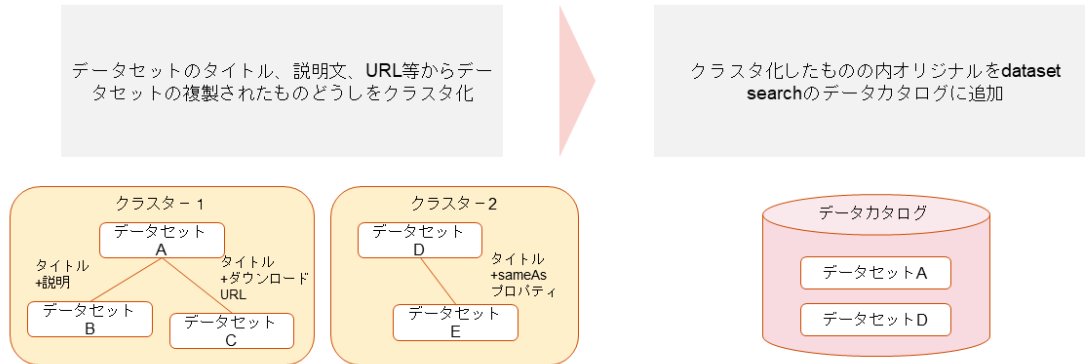 データセットのタイトル、説明文、URL等からデー
タセットの複製されたものどうしをクラスタ化
クラスタ化したものの内オリジナルをdataset
searchのデータカタログに追加
クラスター1
データセット
A
タイトル
+説明
タイトル
+ダウンロード
URL
データセット
B
データセット
C
クラスター2
データセット
D
タイトル
+sameAs
プロパティ
データセット
E
データカタログ
データセットA
データセットD